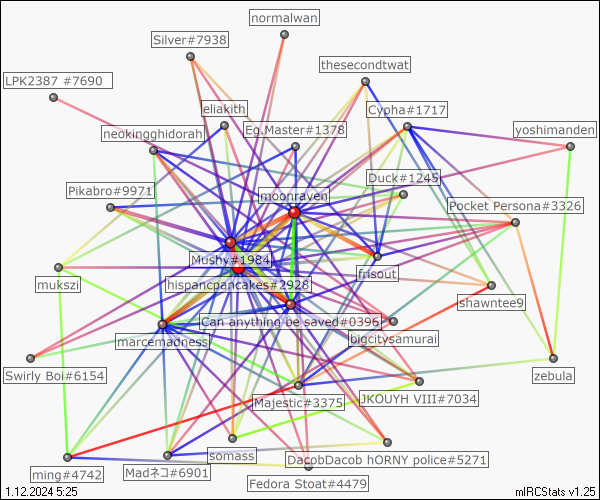 normalwan
Silver#7938
thesecondtwat
LPK2387 #7690
eliakith
Cypha#1717
neokingghidorah
Eg.Master#1378
yoshimanden
Pikabro#9971
moonraven
Duck#1245
Pocket Persona#3326
Mushy#1984
mukszi
hispancpancakes#2928
frisout
shawntee9
Can anything be saved#0396
marcemadness
bigcitysamurai
Swirly Boi#6154
zebula
Majestic#3375
JKOUYH VIII#7034
somass
DacobDacob hORNY police#5271
ming#4742
Madネコ#6901
Fedora Stoat#4479
1.12.2024 5:25
mIRCStats v1.25